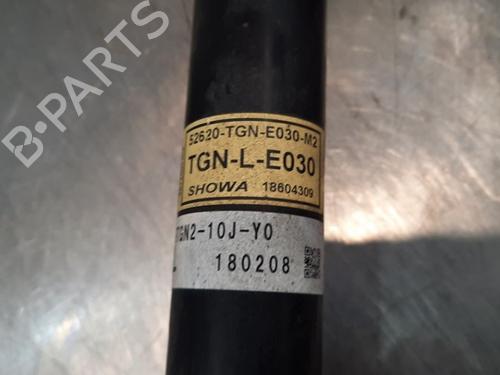 52620-TGN-E030-M2
TGN-L-E030
SHOWA 18604309
TGN2-10J-Y0
180208
B-PARTS